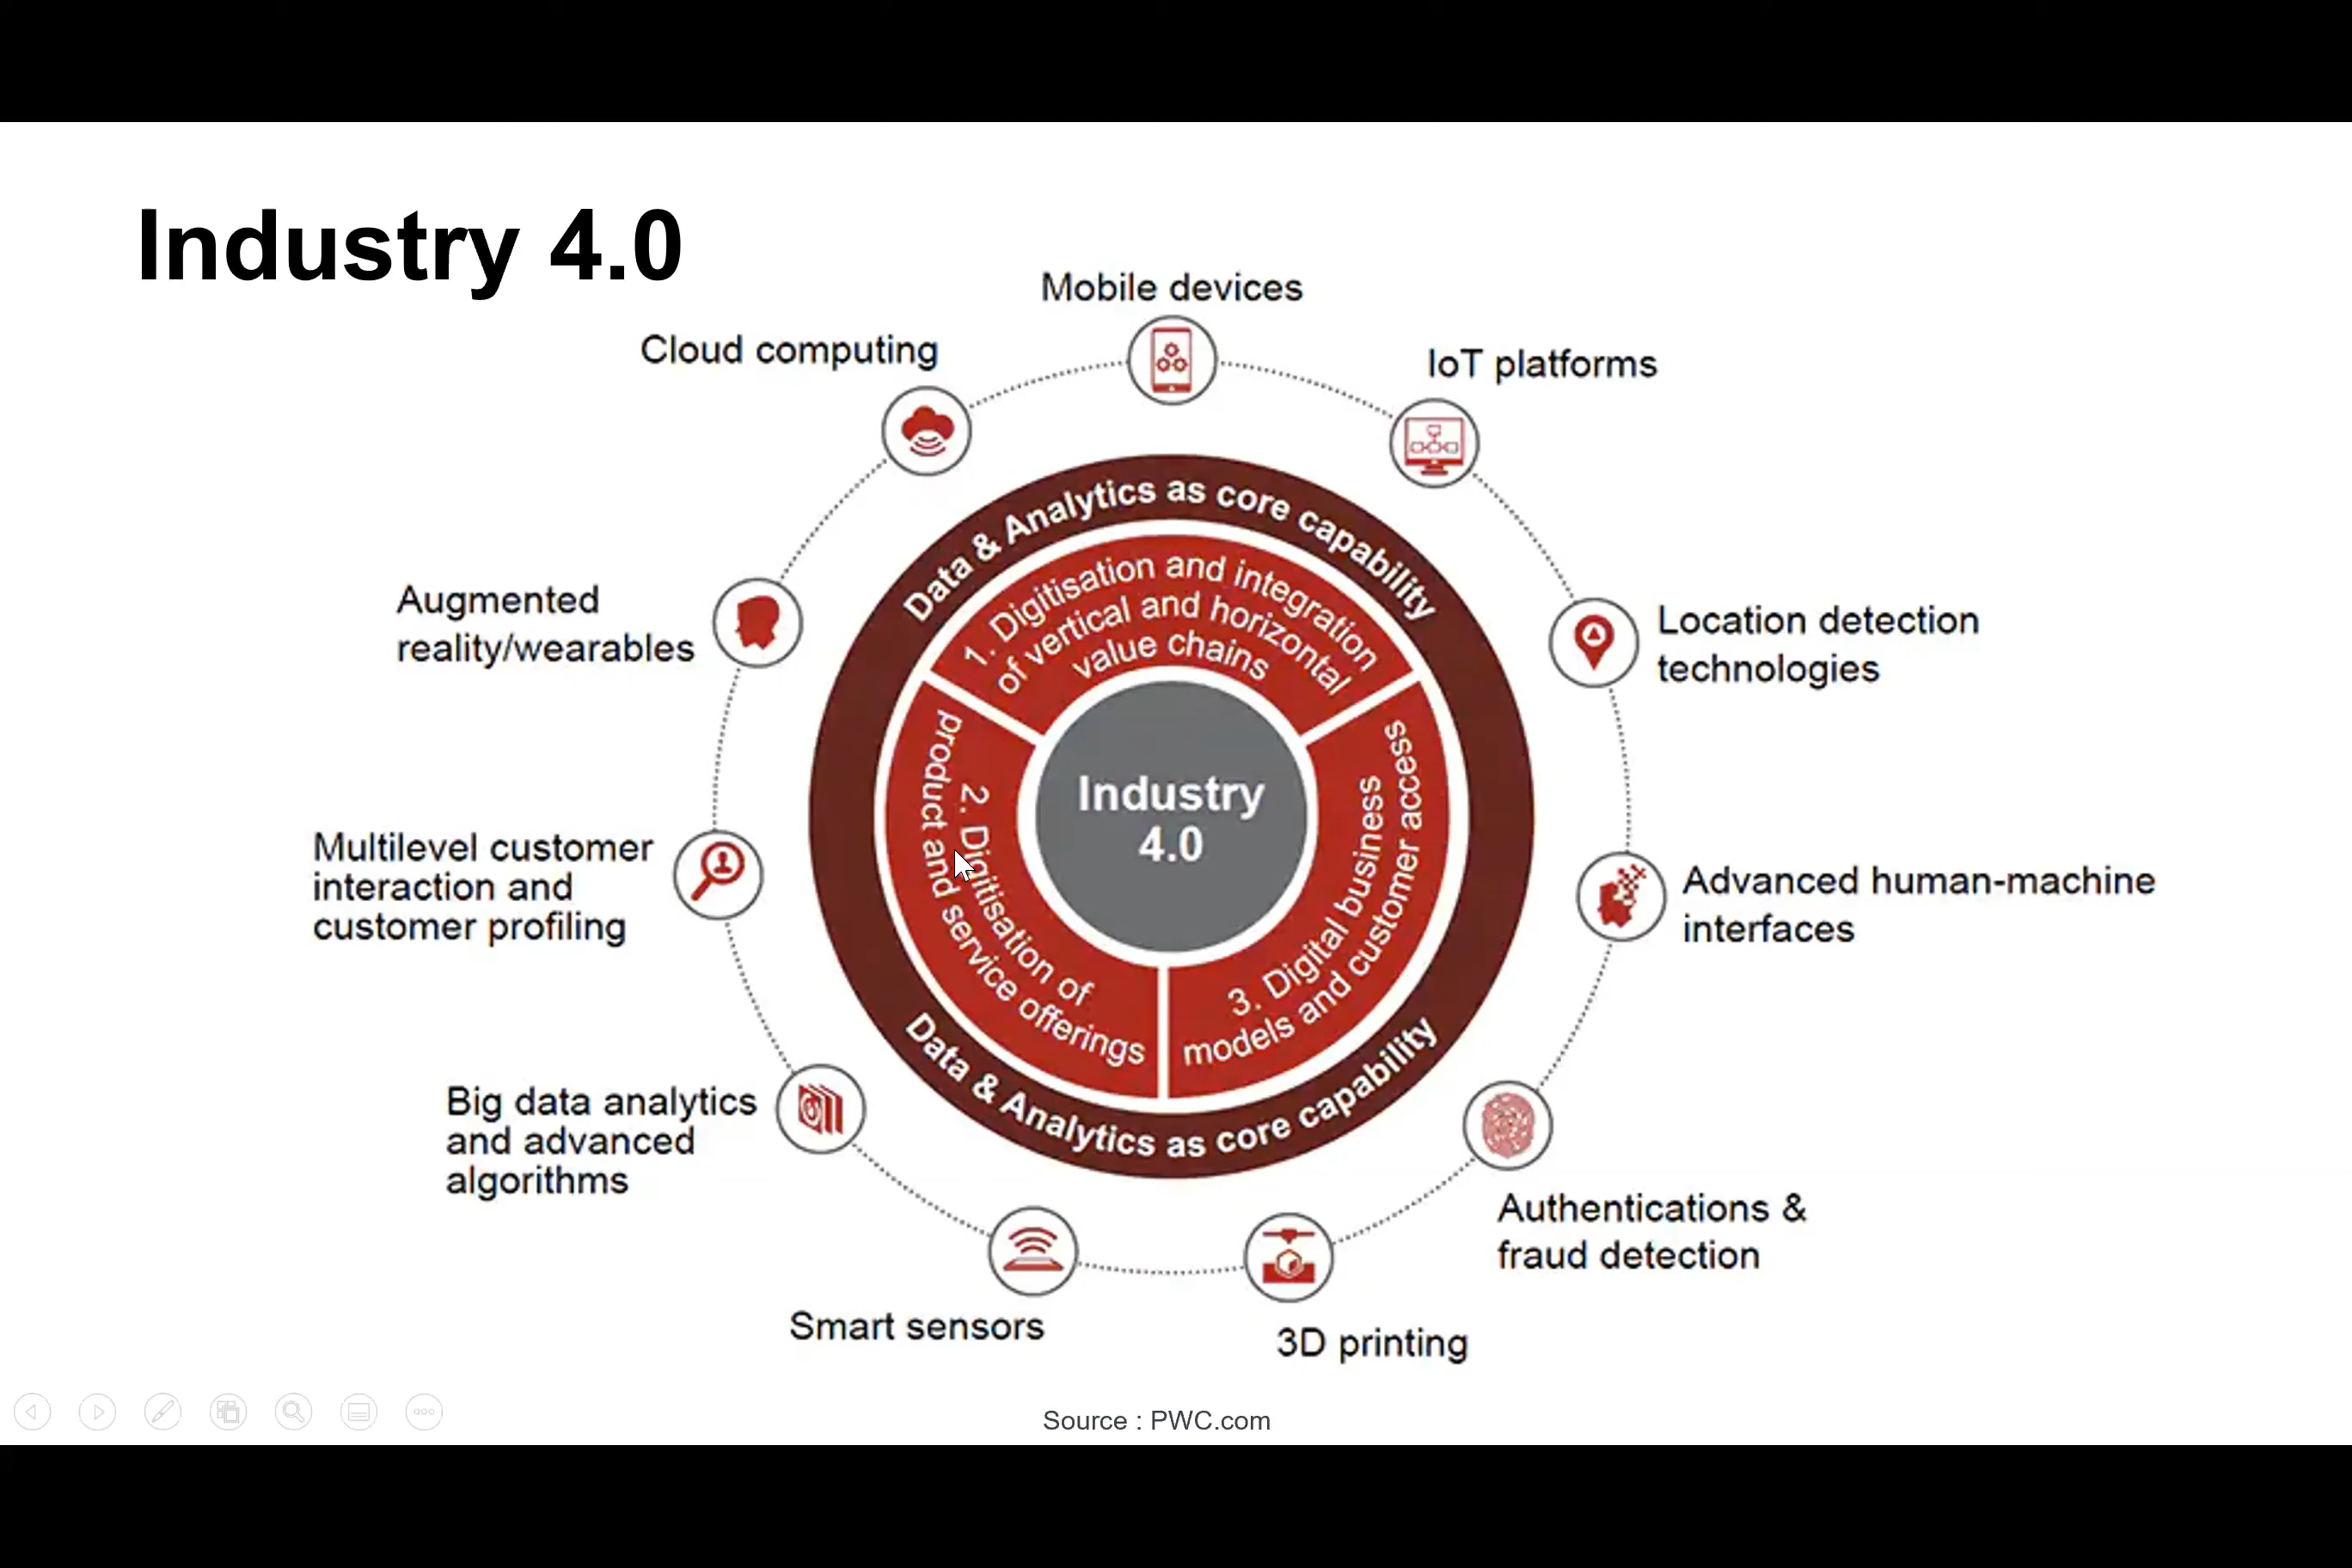 Industry 4.0
Mobile devices
Cloud computing
IoT platforms
Data & Analytics as core capability
1. Digitisation and integration
of vertical and horizontal
value chains
Augmented
reality/wearables
Location detection
technologies
Industry
4.0
2. Digitisation of
product and service offerings
3. Digital business
models and customer access
Multilevel customer
interaction and
customer profiling
Advanced human-machine
interfaces
Data & Analytics as core capability
Big data analytics
and advanced
algorithms
Authentications &
fraud detection
Smart sensors
3D printing
Source : PWC.com